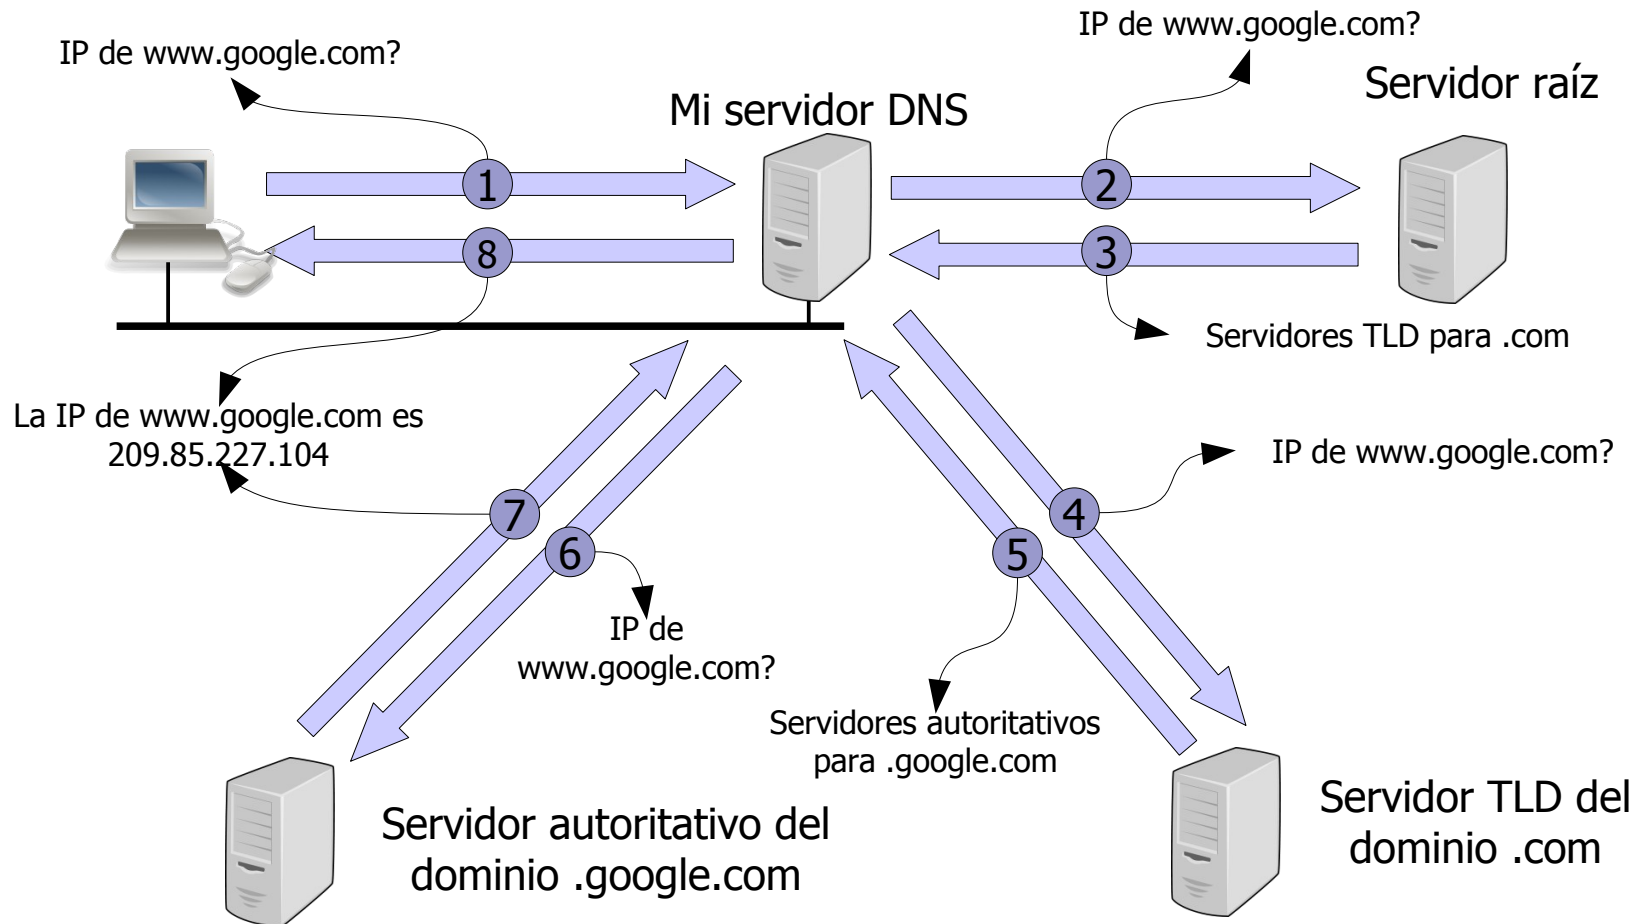 IP de www.google.com?
IP de www.google.com?
Servidor raíz
Mi servidor DNS
1
2
8
3
Servidores TLD para .com
La IP de www.google.com es
209.85.227.104
IP de www.google.com?
7
4
6
5
IP de
www.google.com?
Servidores autoritativos
para .google.com
Servidor autoritativo del
dominio .google.com
Servidor TLD del
dominio .com